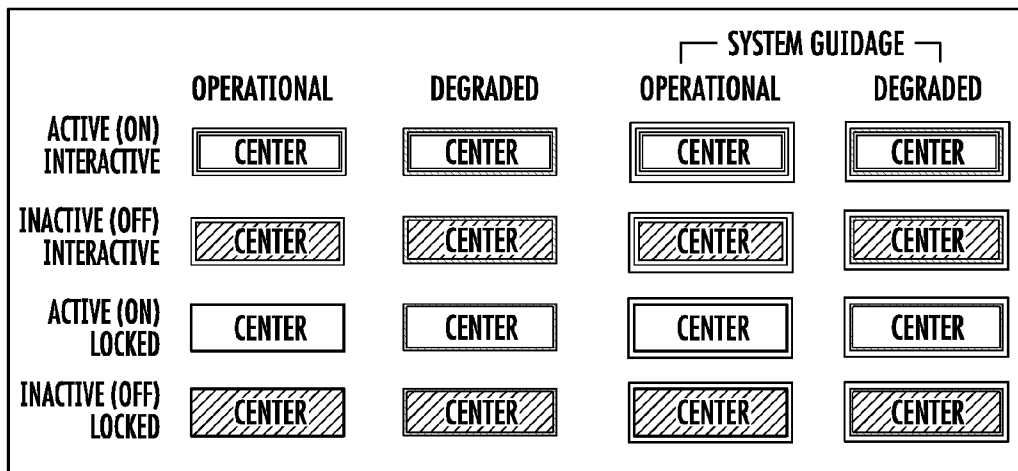 SYSTEM GUIDAGE
OPERATIONAL DEGRADED OPERATIONAL DEGRADED
ACTIVE (ON)
INTERACTIVE
CENTER CENTER CENTER CENTER
INACTIVE (OFF)
INTERACTIVE
CENTER CENTER CENTER CENTER
ACTIVE (ON)
LOCKED
CENTER CENTER CENTER CENTER
INACTIVE (OFF)
LOCKED
CENTER CENTER CENTER CENTER